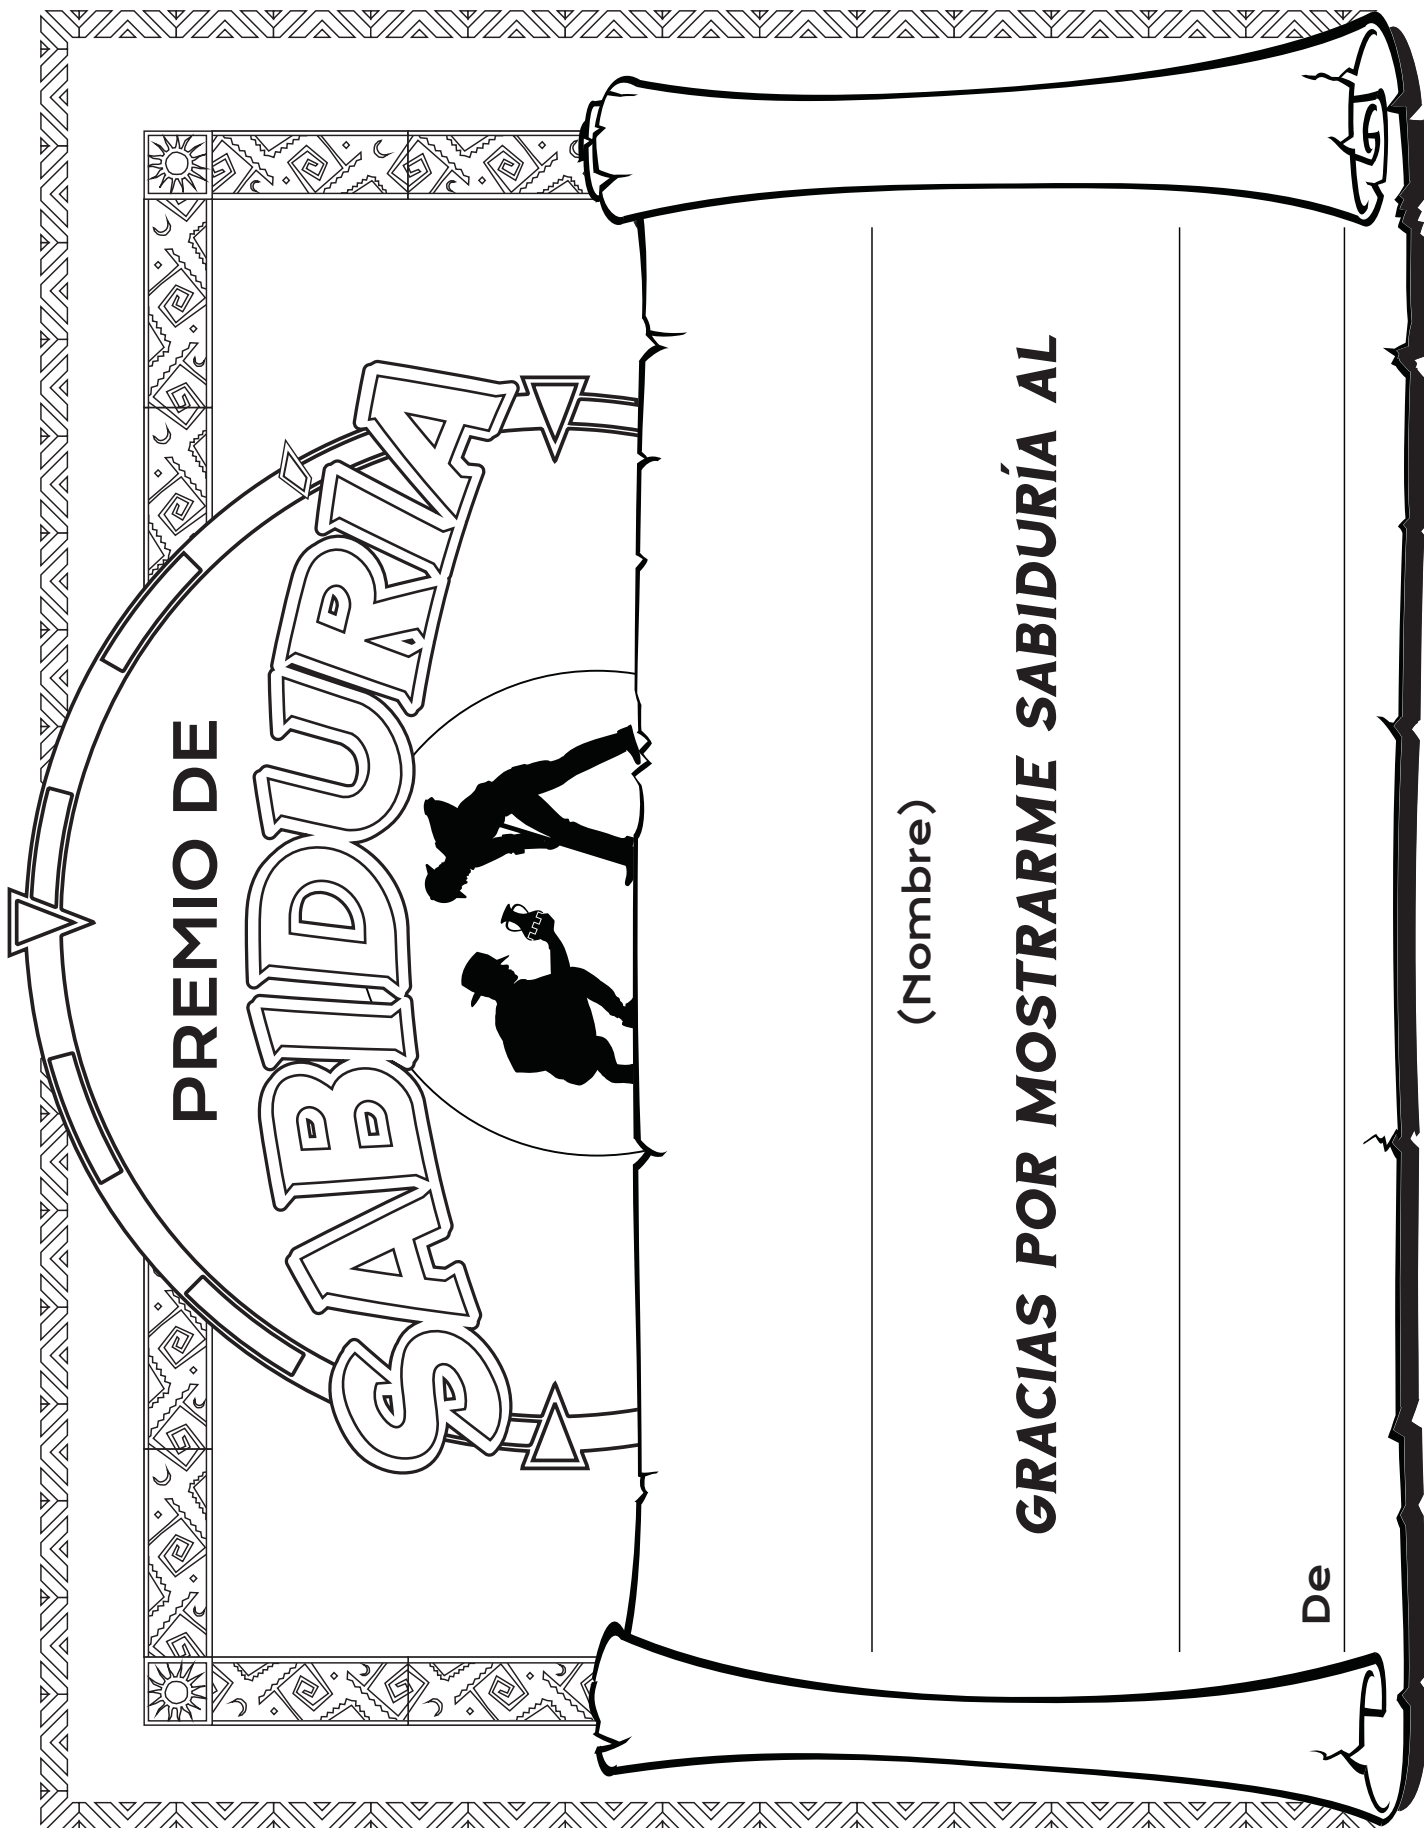 PREMIO DE
SABIDURÍA
(Nombre)
GRACIAS POR MOSTRARME SABIDURÍA AL
De